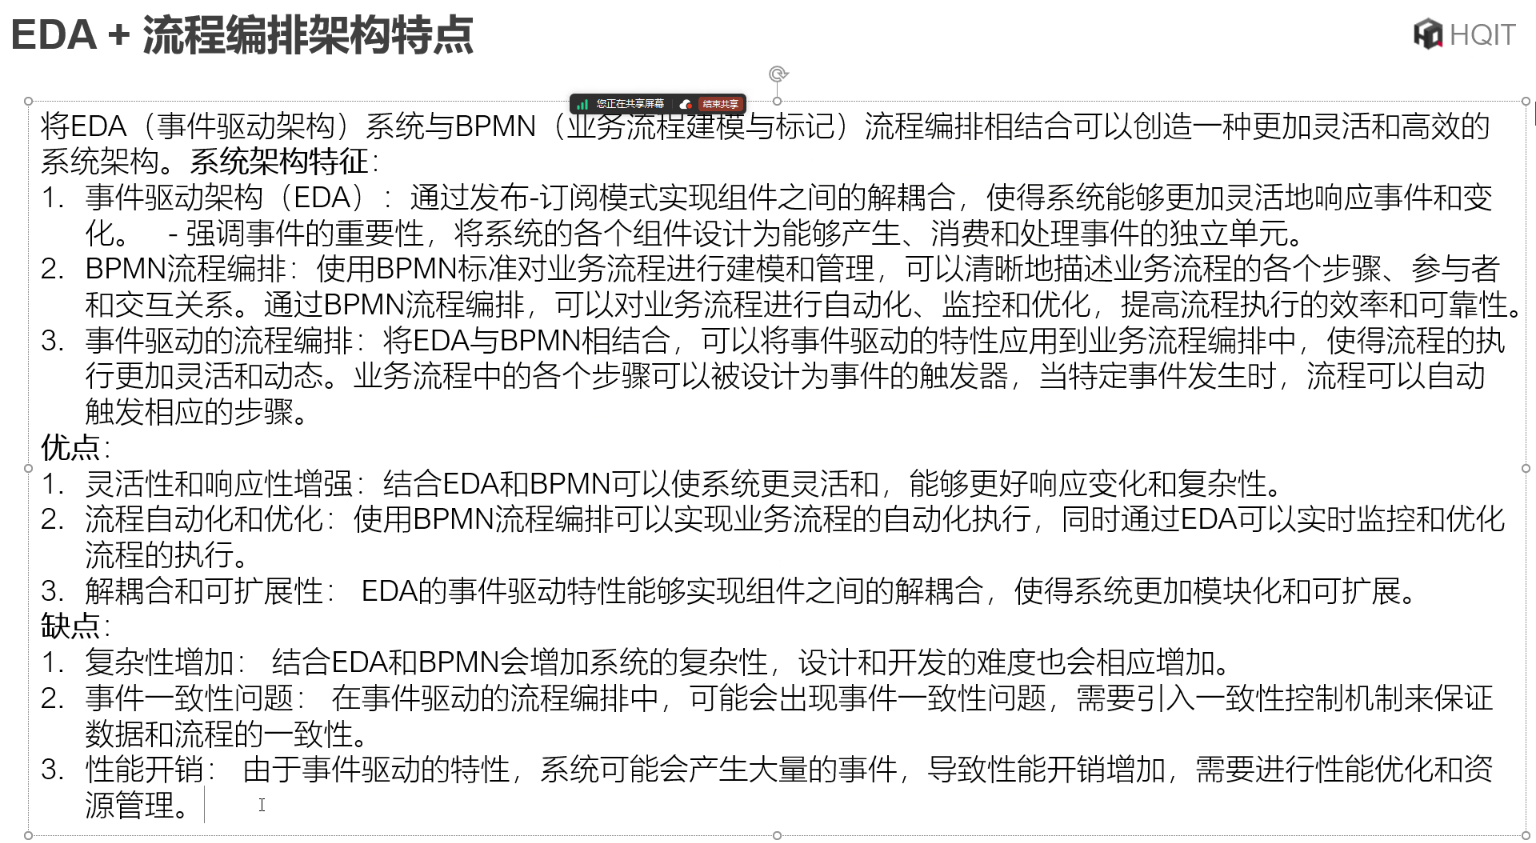 EDA + 流程编排架构特点
HQIT
您正在共享屏幕 结束共享
将EDA（事件驱动架构）系统与BPMN（业务流程建模与标记）流程编排相结合可以创造一种更加灵活和高效的
系统架构。系统架构特征：
1. 事件驱动架构（EDA）：通过发布-订阅模式实现组件之间的解耦合，使得系统能够更加灵活地响应事件和变
化。 - 强调事件的重要性，将系统的各个组件设计为能够产生、消费和处理事件的独立单元。
2. BPMN流程编排：使用BPMN标准对业务流程进行建模和管理，可以清晰地描述业务流程的各个步骤、参与者
和交互关系。通过BPMN流程编排，可以对业务流程进行自动化、监控和优化，提高流程执行的效率和可靠性。
3. 事件驱动的流程编排：将EDA与BPMN相结合，可以将事件驱动的特性应用到业务流程编排中，使得流程的执
行更加灵活和动态。业务流程中的各个步骤可以被设计为事件的触发器，当特定事件发生时，流程可以自动
触发相应的步骤。
优点：
1. 灵活性和响应性增强：结合EDA和BPMN可以使系统更灵活和，能够更好响应变化和复杂性。
2. 流程自动化和优化：使用BPMN流程编排可以实现业务流程的自动化执行，同时通过EDA可以实时监控和优化
流程的执行。
3. 解耦合和可扩展性： EDA的事件驱动特性能够实现组件之间的解耦合，使得系统更加模块化和可扩展。
缺点：
1. 复杂性增加： 结合EDA和BPMN会增加系统的复杂性，设计和开发的难度也会相应增加。
2. 事件一致性问题： 在事件驱动的流程编排中，可能会出现事件一致性问题，需要引入一致性控制机制来保证
数据和流程的一致性。
3. 性能开销： 由于事件驱动的特性，系统可能会产生大量的事件，导致性能开销增加，需要进行性能优化和资
源管理。